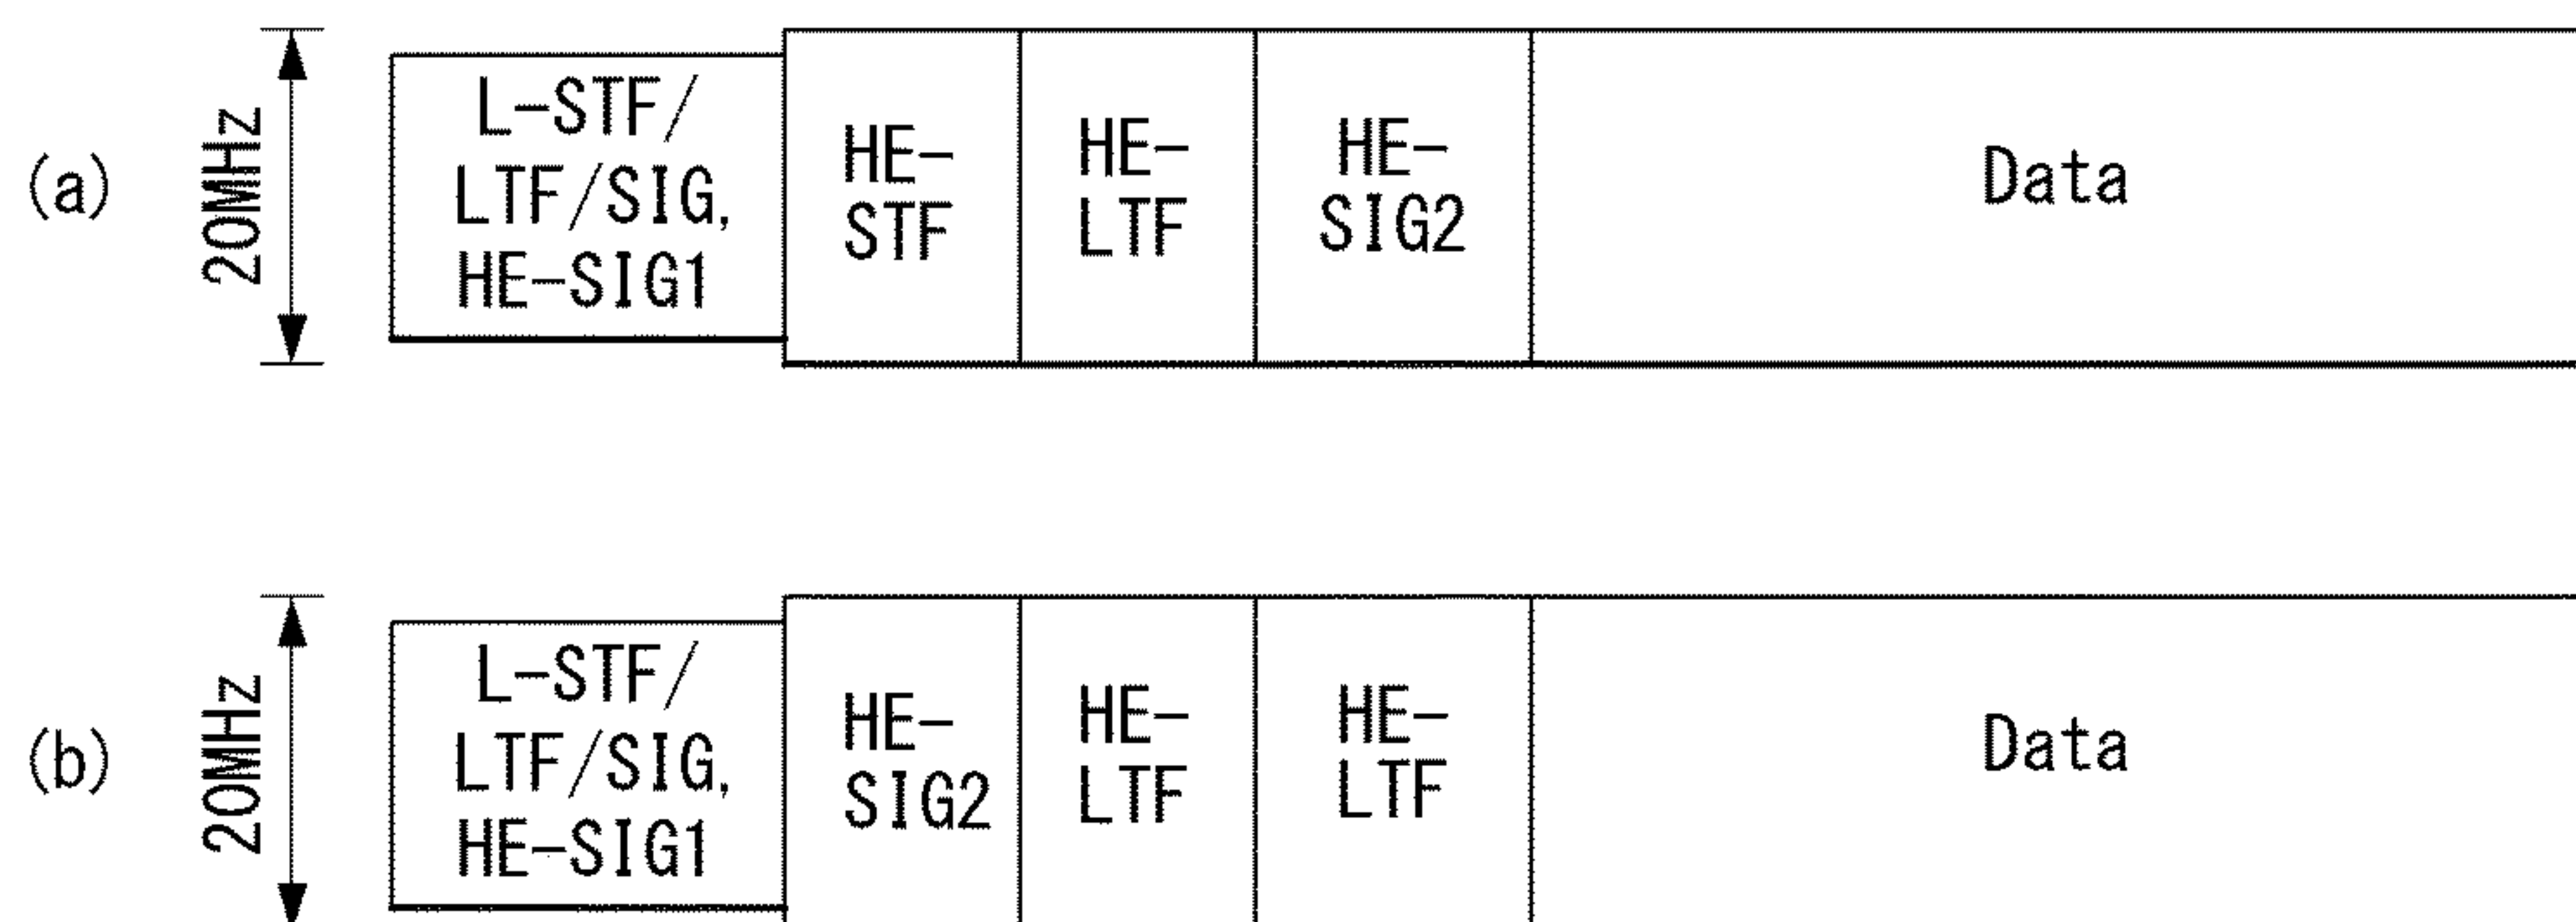 (a)
20MHz
L-STF/
LTF/SIG,
HE-SIG1
HE-
STF
HE-
LTF
HE-
SIG2
Data
(b)
20MHz
L-STF/
LTF/SIG,
HE-SIG1
HE-
SIG2
HE-
LTF
HE-
LTF
Data